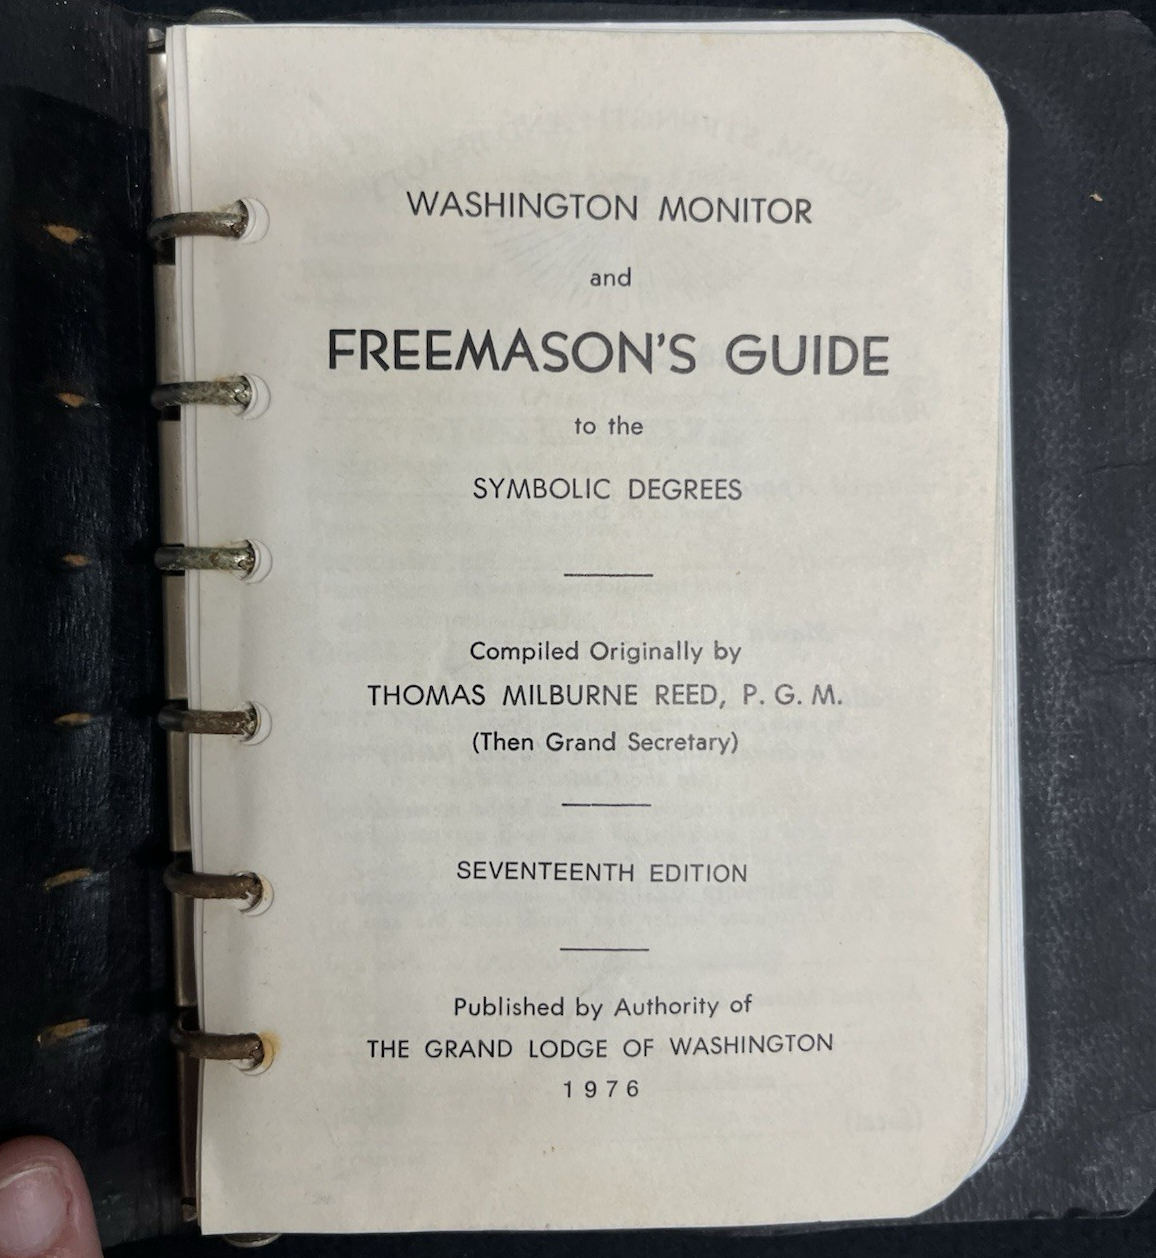 WASHINGTON MONITOR
and
FREEMASON'S GUIDE
to the
SYMBOLIC DEGREES
Compiled Originally by
THOMAS MILBURNE REED, P. G. M.
(Then Grand Secretary)
SEVENTEENTH EDITION
Published by Authority of
THE GRAND LODGE OF WASHINGTON
1976